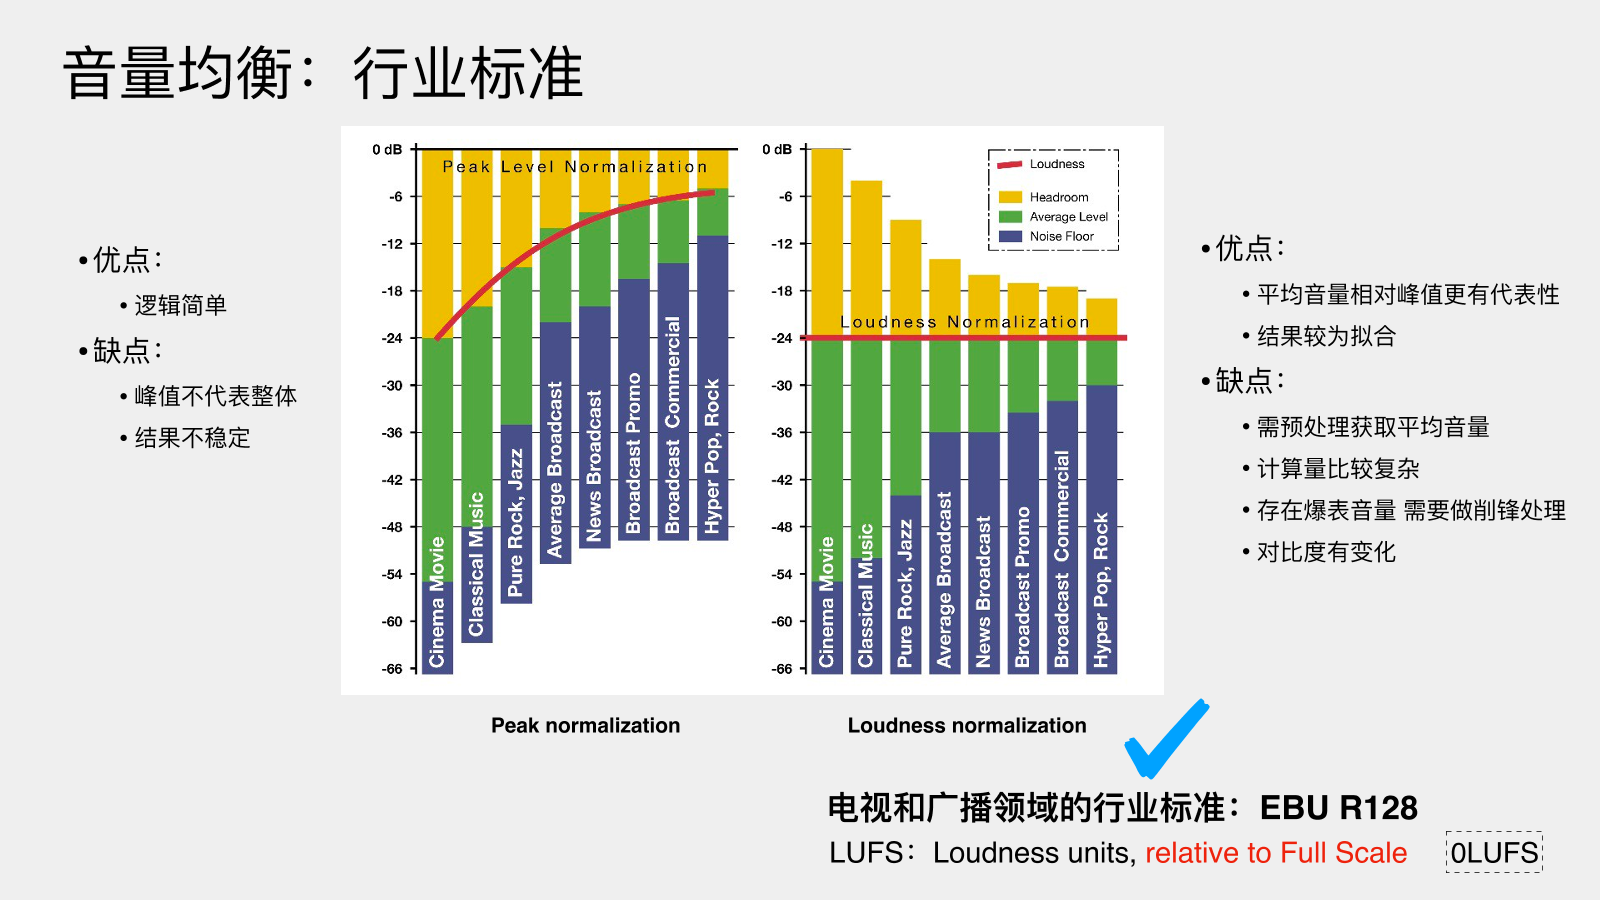 音量均衡：行业标准
•优点：
•逻辑简单
•缺点：
•峰值不代表整体
•结果不稳定
0 dB
-6
-12
-18
-24
-30
-36
-42
-48
-54
-60
-66
Peak Level Normalization
Cinema Movie
Classical Music
Pure Rock, Jazz
Average Broadcast
News Broadcast
Broadcast Promo
Broadcast Commercial
Hyper Pop, Rock
Peak normalization
0 dB
-6
-12
-18
-24
-30
-36
-42
-48
-54
-60
-66
Loudness
Headroom
Average Level
Noise Floor
Loudness Normalization
Cinema Movie
Classical Music
Pure Rock, Jazz
Average Broadcast
News Broadcast
Broadcast Promo
Broadcast Commercial
Hyper Pop, Rock
Loudness normalization
•优点：
•平均音量相对峰值更有代表性
•结果较为拟合
•缺点：
•需预处理获取平均音量
•计算量比较复杂
•存在爆表音量 需要做削锋处理
•对比度有变化
电视和广播领域的行业标准：EBU R128
LUFS：Loudness units, relative to Full Scale
0LUFS